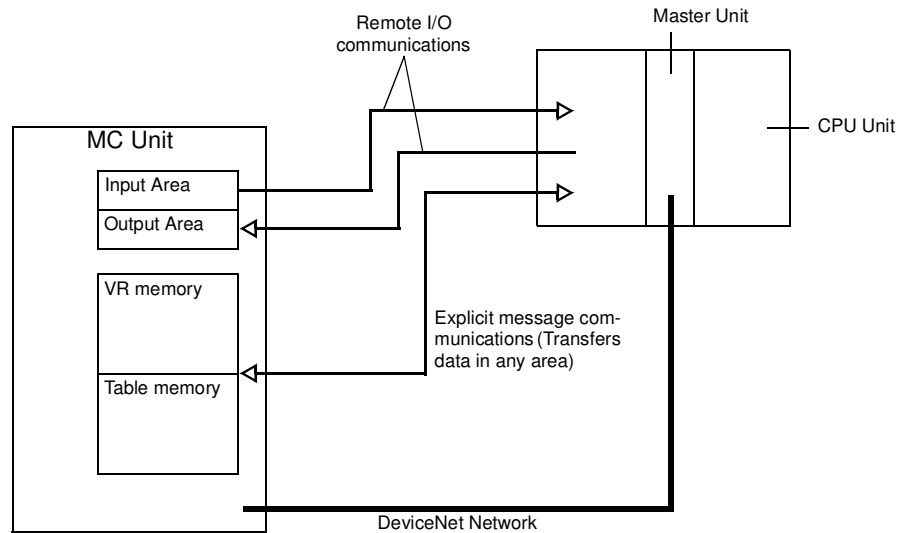 Remote I/O
communications
Master Unit
CPU Unit
MC Unit
Input Area
Output Area
VR memory
Table memory
Explicit message com-
munications (Transfers
data in any area)
DeviceNet Network